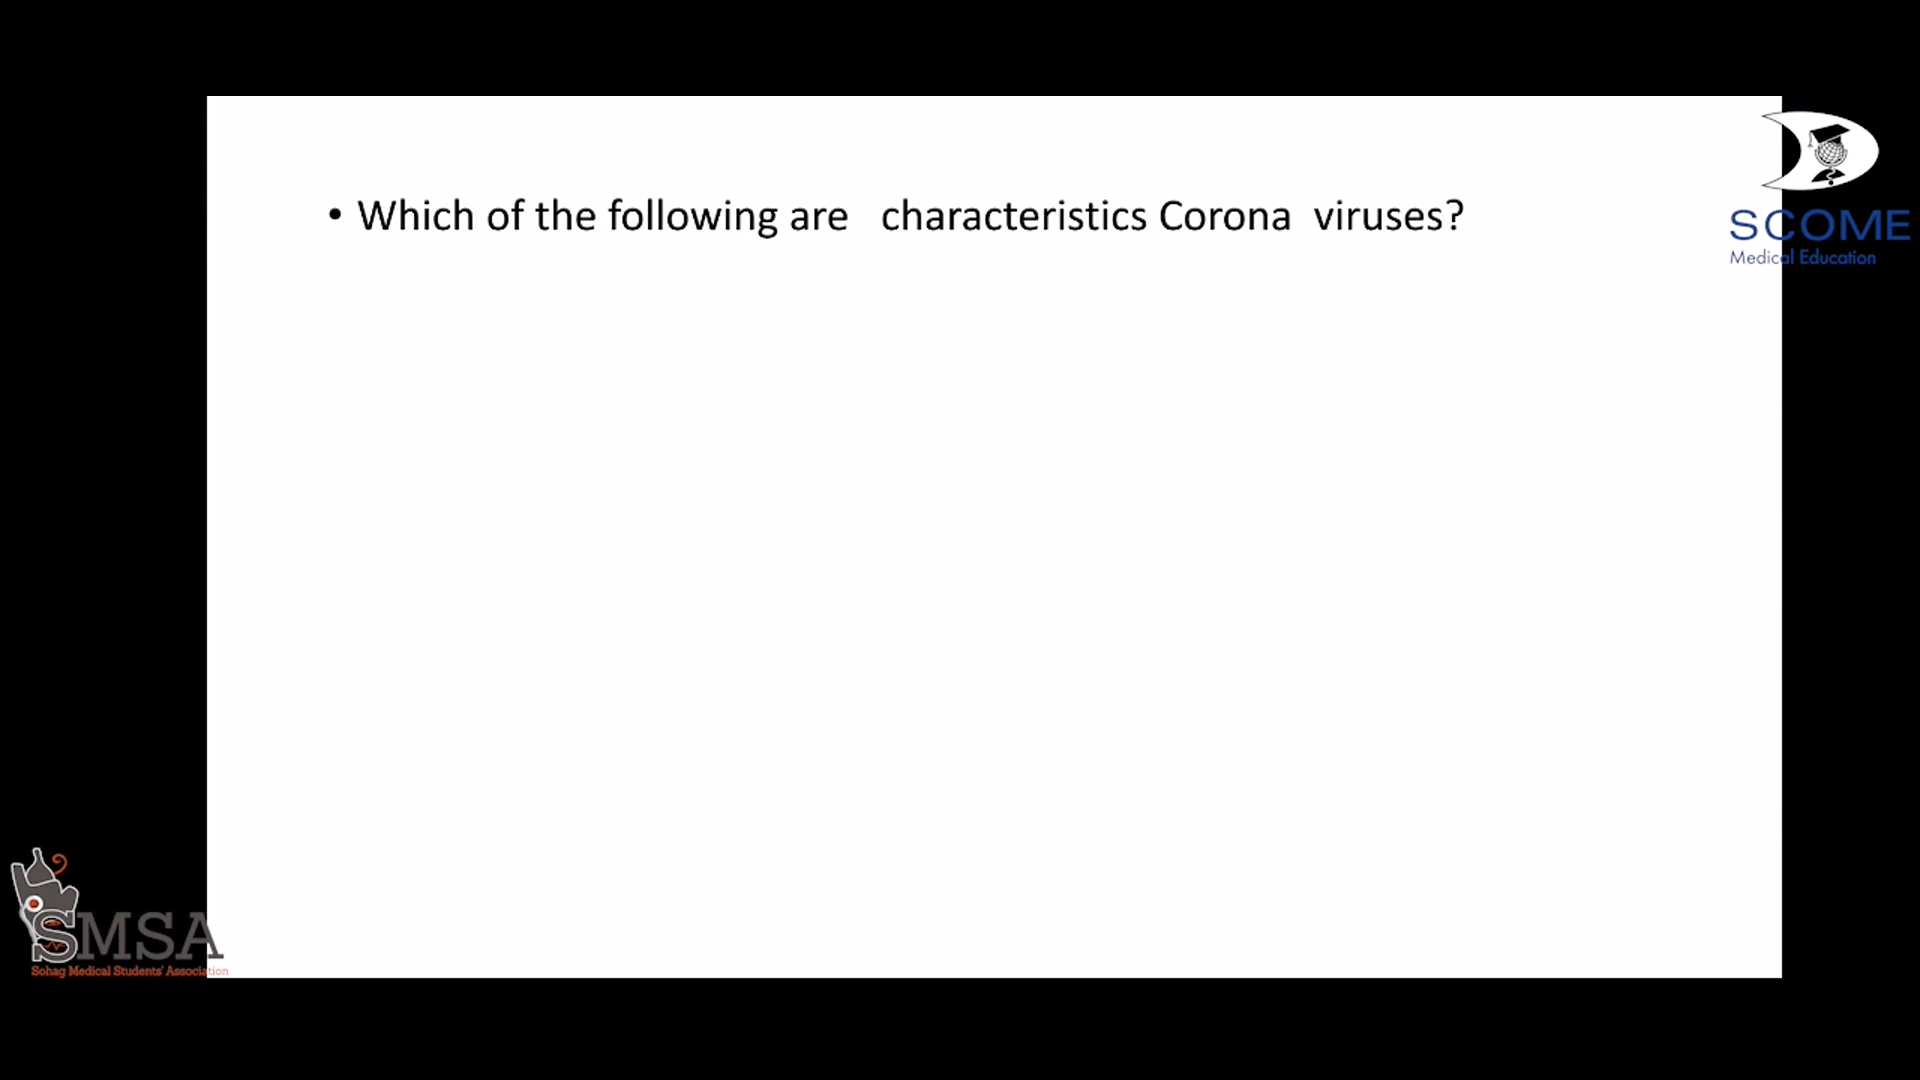 • Which of the following are characteristics Corona viruses?
SCOME
Medical Education
SMSA
Sohag Medical Students' Association